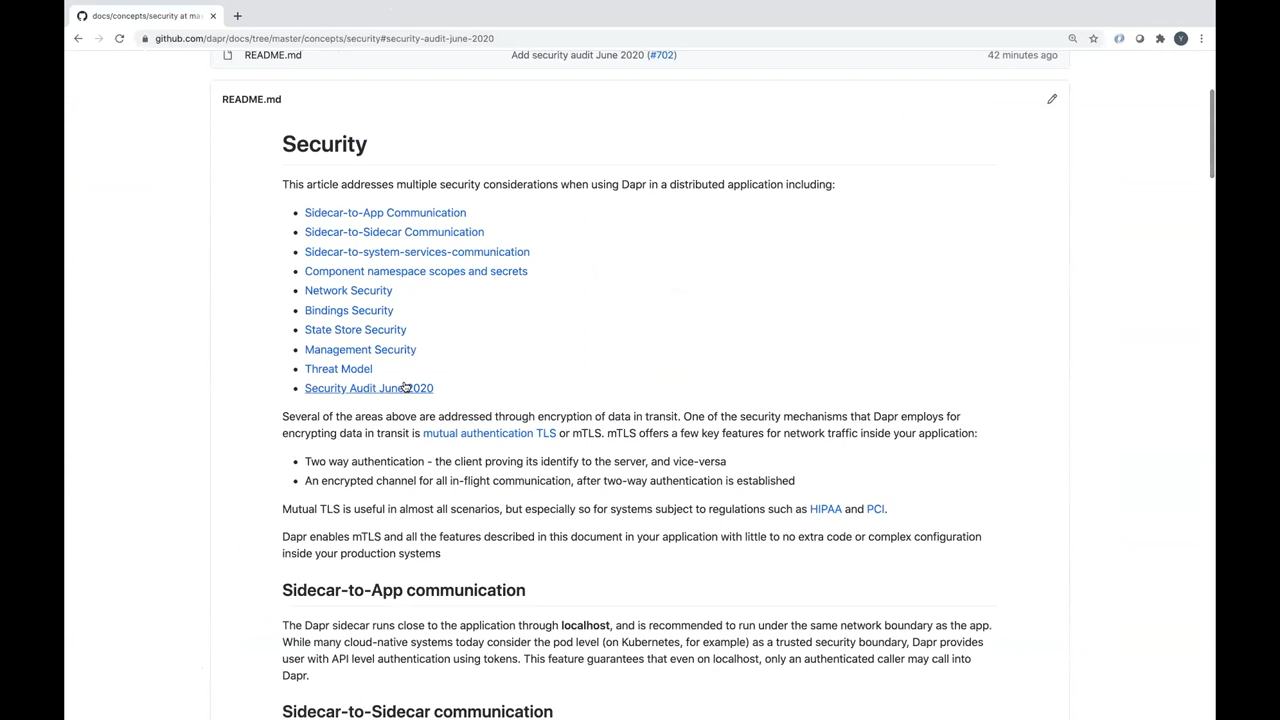 docs/concepts/security at ma
github.com/dapr/docs/tree/master/concepts/security#security-audit-june-2020
README.md Add security audit June 2020 (#702) 42 minutes ago
README.md
Security
This article addresses multiple security considerations when using Dapr in a distributed application including:
Sidecar-to-App Communication
Sidecar-to-Sidecar Communication
Sidecar-to-system-services-communication
Component namespace scopes and secrets
Network Security
Bindings Security
State Store Security
Management Security
Threat Model
Security Audit June 2020
Several of the areas above are addressed through encryption of data in transit. One of the security mechanisms that Dapr employs for
encrypting data in transit is mutual authentication TLS or mTLS. mTLS offers a few key features for network traffic inside your application:
Two way authentication - the client proving its identify to the server, and vice-versa
An encrypted channel for all in-flight communication, after two-way authentication is established
Mutual TLS is useful in almost all scenarios, but especially so for systems subject to regulations such as HIPAA and PCI.
Dapr enables mTLS and all the features described in this document in your application with little to no extra code or complex configuration
inside your production systems
Sidecar-to-App communication
The Dapr sidecar runs close to the application through localhost, and is recommended to run under the same network boundary as the app.
While many cloud-native systems today consider the pod level (on Kubernetes, for example) as a trusted security boundary, Dapr provides
user with API level authentication using tokens. This feature guarantees that even on localhost, only an authenticated caller may call into
Dapr.
Sidecar-to-Sidecar communication